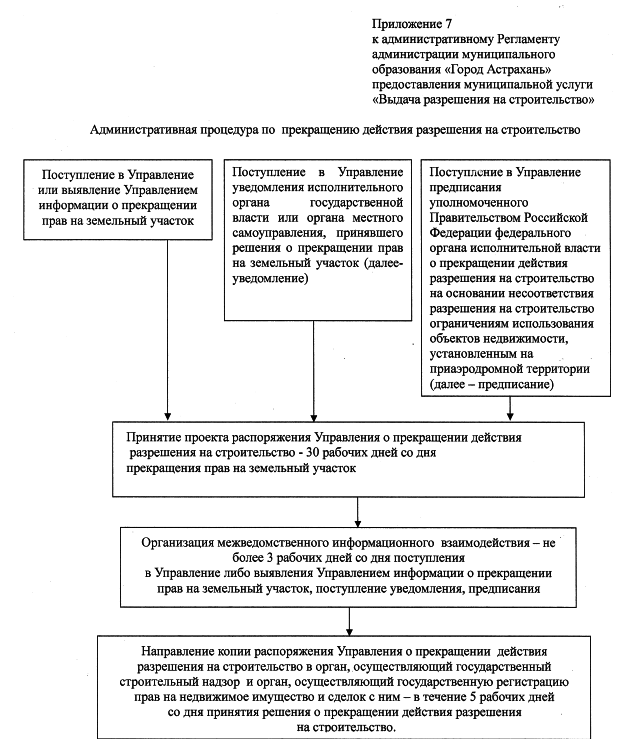 Приложение 7
к административному Регламенту
администрации муниципального
образования «Город Астрахань»
предоставления муниципальной услуги
«Выдача разрешения на строительство»
Административная процедура по прекращению действия разрешения на строительство
Поступление в Управление
или выявление Управлением
информации о прекращении
прав на земельный участок
Поступление в Управление
уведомления исполнительного
органа государственной
власти или органа местного
самоуправления, принявшего
решения о прекращении прав
на земельный участок (далее-
уведомление)
Поступление в Управление
предписания
уполномоченного
Правительством Российской
Федерации федерального
органа исполнительной власти
о прекращении действия
разрешения на строительство
на основании несоответствия
разрешения на строительство
ограничениям использования
объектов недвижимости,
установленным на
приаэродромной территории
(далее – предписание)
Принятие проекта распоряжения Управления о прекращении действия
разрешения на строительство - 30 рабочих дней со дня
прекращения прав на земельный участок
Организация межведомственного информационного взаимодействия – не
более 3 рабочих дней со дня поступления
в Управление либо выявления Управлением информации о прекращении
прав на земельный участок, поступление уведомления, предписания
Направление копии распоряжения Управления о прекращении действия
разрешения на строительство в орган, осуществляющий государственный
строительный надзор и орган, осуществляющий государственную регистрацию
прав на недвижимое имущество и сделок с ним – в течение 5 рабочих дней
со дня принятия решения о прекращении действия разрешения
на строительство.